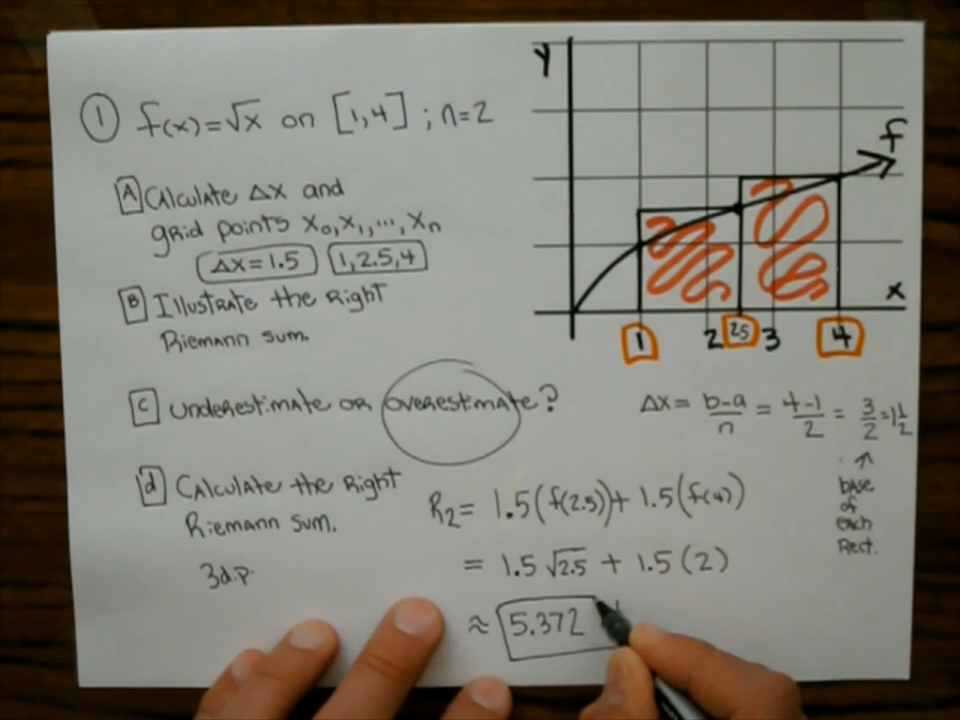 1 f(x)=√x on [1,4] ; n=2
A Calculate Δx and
grid points x₀,x₁,...,xₙ
Δx=1.5 1,2.5,4
B Illustrate the Right
Riemann sum.
C Underestimate or overestimate?
d Calculate the Right
Riemann sum.
3d.p.
y
f
x
1 2 2.5 3 4
Δx = b-a/n = 4-1/2 = 3/2 = 1 1/2
↑
base
of
each
Rect.
R₂ = 1.5(f(2.5)) + 1.5(f(4))
= 1.5 √2.5 + 1.5(2)
≈ 5.372